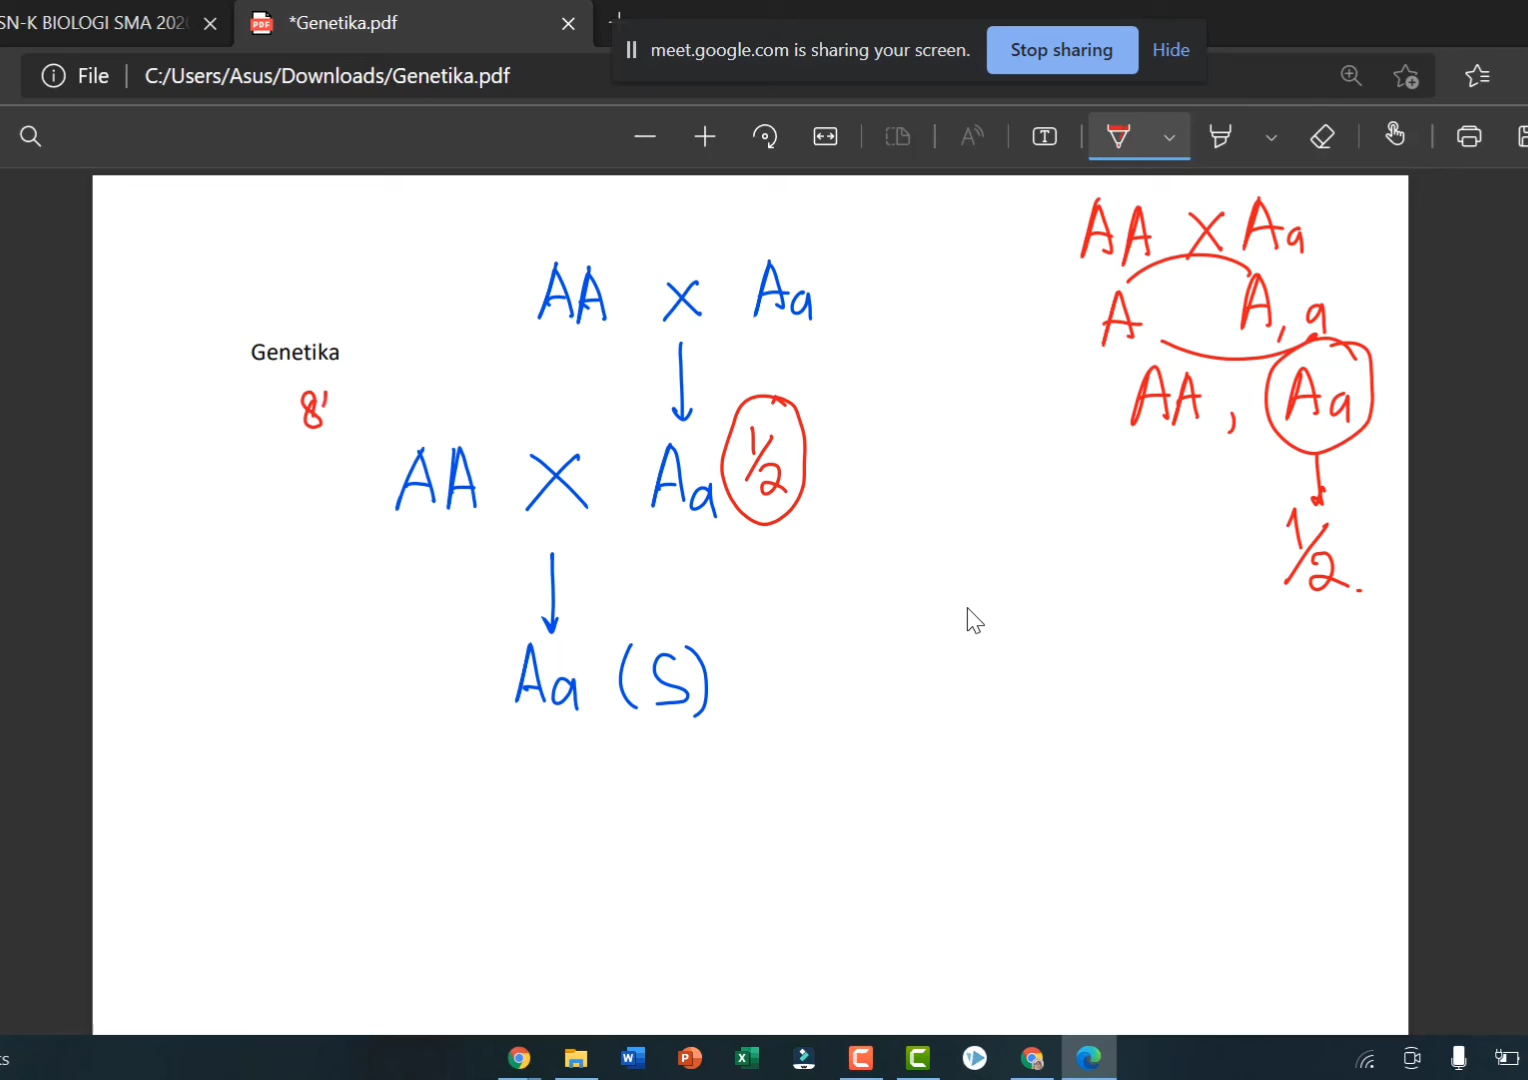 SN-K BIOLOGI SMA 202
*Genetika.pdf
meet.google.com is sharing your screen.
Stop sharing
Hide
File
C:/Users/Asus/Downloads/Genetika.pdf
AA x Aa
A A, a
AA, Aa
1/2.
AA x Aa
Genetika
8'
AA X Aa 1/2
Aa (S)